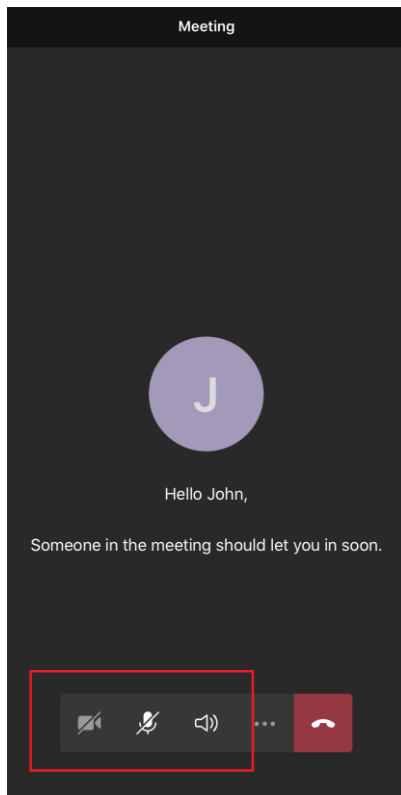 Meeting
J
Hello John,
Someone in the meeting should let you in soon.